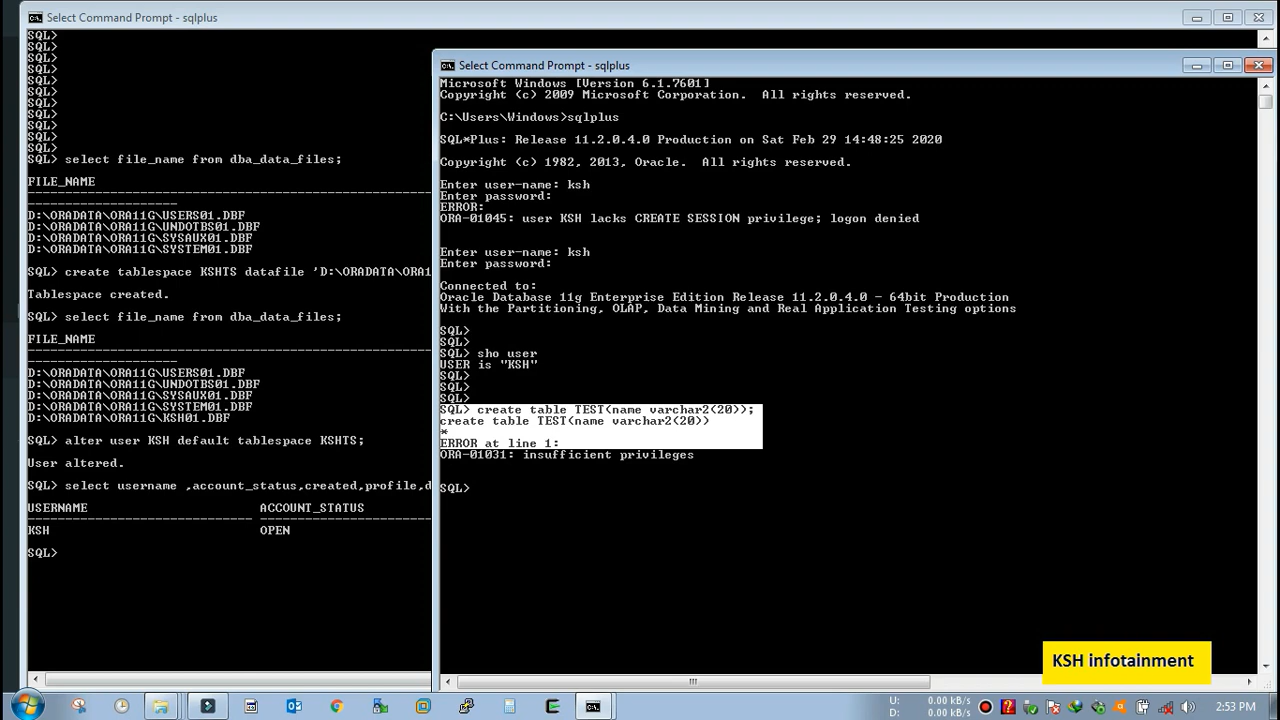 Select Command Prompt - sqlplus
SQL>
SQL>
SQL>
SQL>
SQL>
SQL>
SQL>
SQL>
SQL>
SQL>
SQL>
SQL> select file_name from dba_data_files;
FILE_NAME
--------------------------------------------------------------------------------
--------------------
D:\ORADATA\ORA11G\USERS01.DBF
D:\ORADATA\ORA11G\UNDOTBS01.DBF
D:\ORADATA\ORA11G\SYSAUX01.DBF
D:\ORADATA\ORA11G\SYSTEM01.DBF
SQL> create tablespace KSHTS datafile 'D:\ORADATA\ORA1
Tablespace created.
SQL> select file_name from dba_data_files;
FILE_NAME
--------------------------------------------------------------------------------
--------------------
D:\ORADATA\ORA11G\USERS01.DBF
D:\ORADATA\ORA11G\UNDOTBS01.DBF
D:\ORADATA\ORA11G\SYSAUX01.DBF
D:\ORADATA\ORA11G\SYSTEM01.DBF
D:\ORADATA\ORA11G\KSH01.DBF
SQL> alter user KSH default tablespace KSHTS;
User altered.
SQL> select username ,account_status,created,profile,d
USERNAME ACCOUNT_STATUS
------------------------------ -----------------------
KSH OPEN
SQL>
Select Command Prompt - sqlplus
Microsoft Windows [Version 6.1.7601]
Copyright (c) 2009 Microsoft Corporation.  All rights reserved.
C:\Users\Windows>sqlplus
SQL*Plus: Release 11.2.0.4.0 Production on Sat Feb 29 14:48:25 2020
Copyright (c) 1982, 2013, Oracle.  All rights reserved.
Enter user-name: ksh
Enter password:
ERROR:
ORA-01045: user KSH lacks CREATE SESSION privilege; logon denied
Enter user-name: ksh
Enter password:
Connected to:
Oracle Database 11g Enterprise Edition Release 11.2.0.4.0 - 64bit Production
With the Partitioning, OLAP, Data Mining and Real Application Testing options
SQL>
SQL>
SQL> sho user
USER is "KSH"
SQL>
SQL>
SQL>
SQL> create table TEST(name varchar2(20));
create table TEST(name varchar2(20))
*
ERROR at line 1:
ORA-01031: insufficient privileges
SQL>
KSH infotainment
U: 0.00 kB/s
D: 0.00 kB/s
2:53 PM